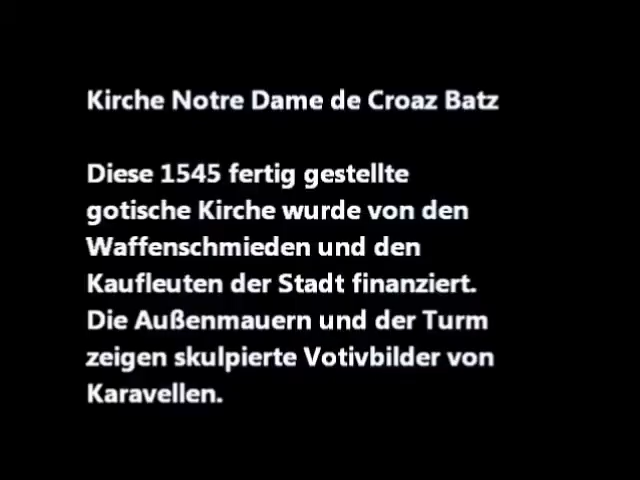 Kirche Notre Dame de Croaz Batz
Diese 1545 fertig gestellte
gotische Kirche wurde von den
Waffenschmieden und den
Kaufleuten der Stadt finanziert.
Die Außenmauern und der Turm
zeigen skulpierte Votivbilder von
Karavellen.